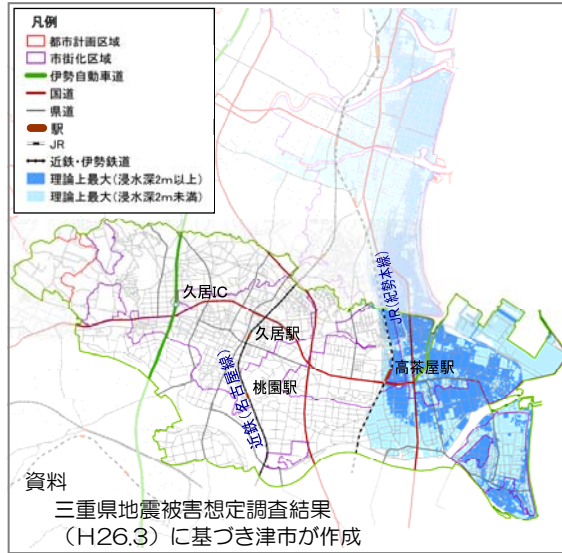 凡例
都市計画区域
市街化区域
伊勢自動車道
国道
県道
駅
JR
近鉄・伊勢鉄道
理論上最大(浸水深2m以上)
理論上最大(浸水深2m未満)
久居IC
久居駅
桃園駅
近鉄(名古屋線)
JR(紀勢本線)
高茶屋駅
資料
三重県地震被害想定調査結果
(H26.3)に基づき津市が作成